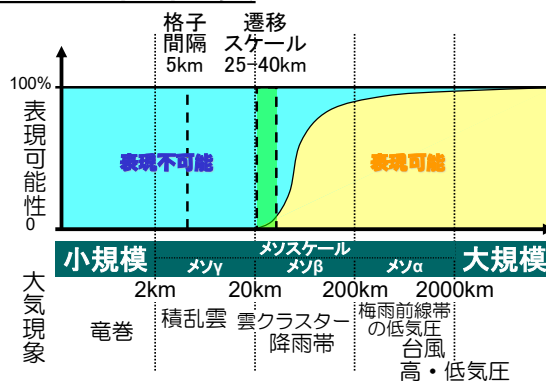 格子
間隔
5km
遷移
スケール
25-40km
100%
表現可能性
0
表現不可能
表現可能
小規模
メソスケール
メソγ
メソβ
メソα
大規模
2km
20km
200km
2000km
大気現象
竜巻
積乱雲
雲クラスター
降雨帯
梅雨前線帯
の低気圧
台風
高・低気圧